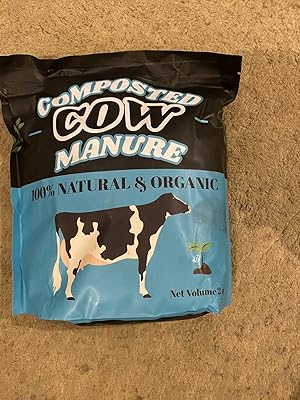 COMPOSTED
COW
MANURE
100% NATURAL & ORGANIC
Net Volume